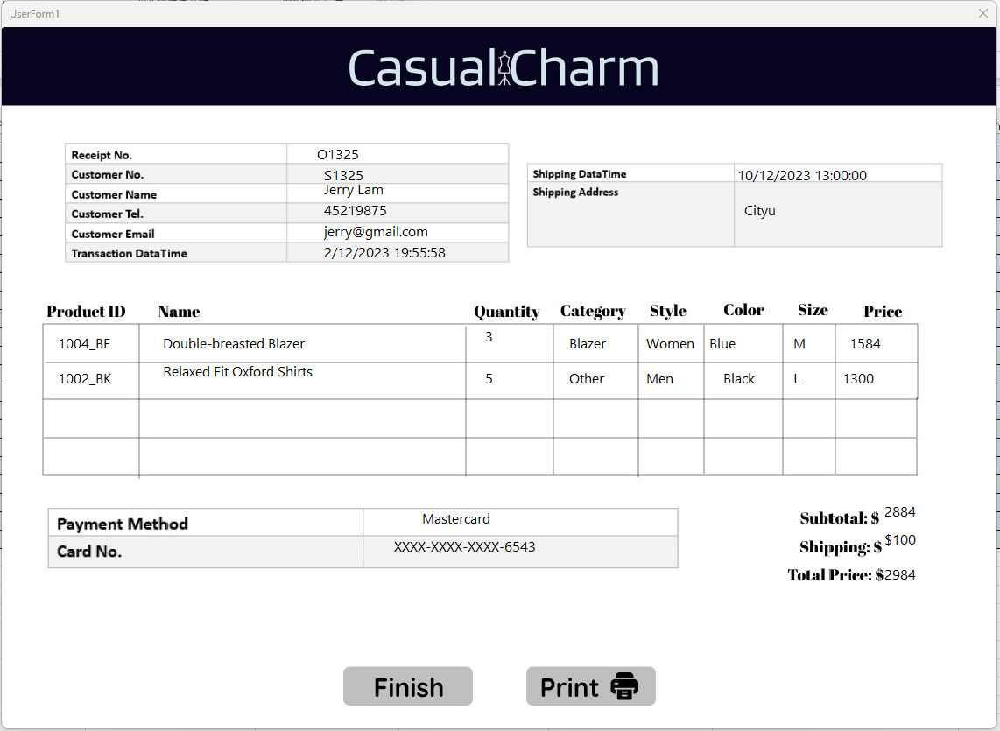 UserForm1
Casual Charm
Receipt No. O1325
Customer No. S1325
Customer Name Jerry Lam
Customer Tel. 45219875
Customer Email jerry@gmail.com
Transaction DataTime 2/12/2023 19:55:58
Shipping DataTime 10/12/2023 13:00:00
Shipping Address Cityu
Product ID Name Quantity Category Style Color Size Price
1004_BE Double-breasted Blazer 3 Blazer Women Blue M 1584
1002_BK Relaxed Fit Oxford Shirts 5 Other Men Black L 1300
Payment Method Mastercard
Card No. XXXX-XXXX-XXXX-6543
Subtotal: $ 2884
Shipping: $ $100
Total Price: $2984
Finish Print